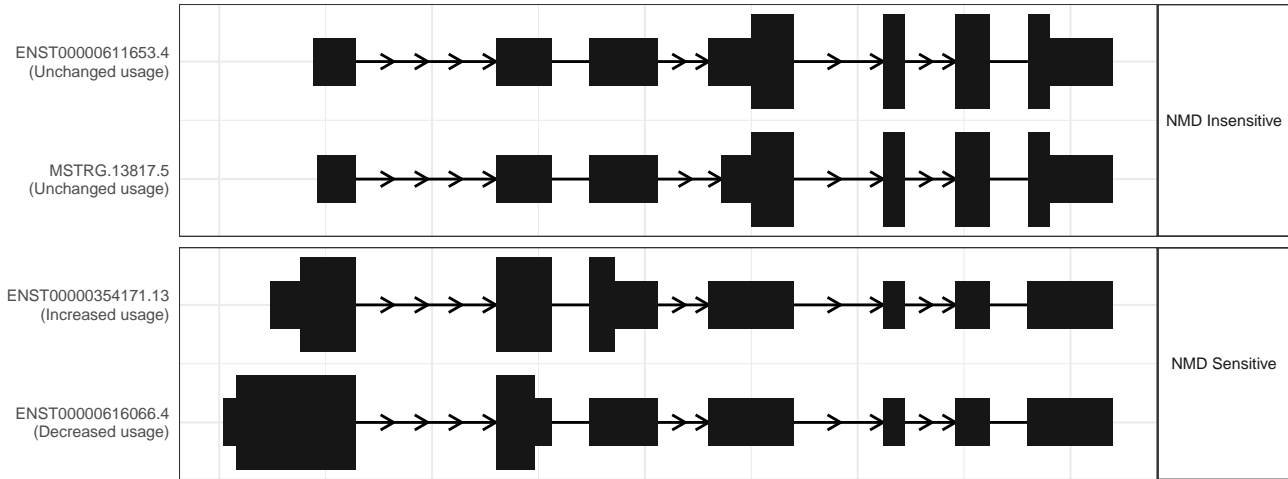 ENST00000611653.4
(Unchanged usage)
MSTRG.13817.5
(Unchanged usage)
NMD Insensitive
ENST00000354171.13
(Increased usage)
ENST00000616066.4
(Decreased usage)
NMD Sensitive